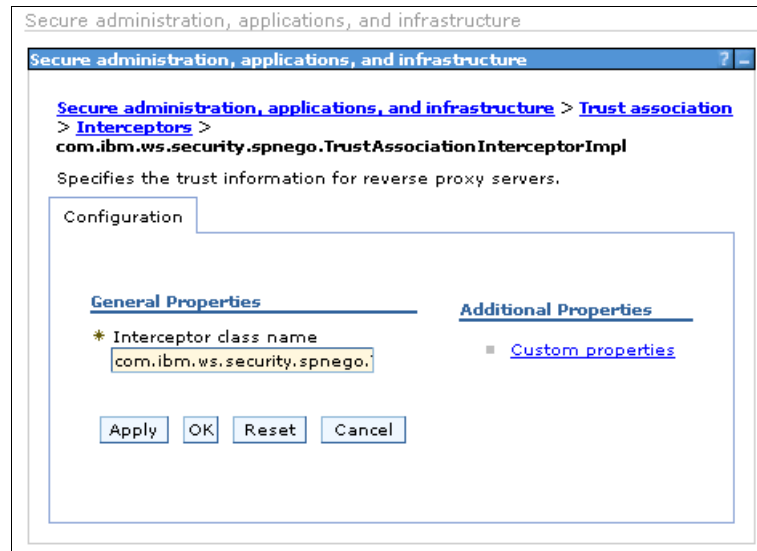 Secure administration, applications, and infrastructure
Secure administration, applications, and infrastructure ? –
Secure administration, applications, and infrastructure > Trust association
> Interceptors >
com.ibm.ws.security.spnego.TrustAssociationInterceptorImpl
Specifies the trust information for reverse proxy servers.
Configuration
General Properties
* Interceptor class name
com.ibm.ws.security.spnego.
Additional Properties
Custom properties
Apply OK Reset Cancel